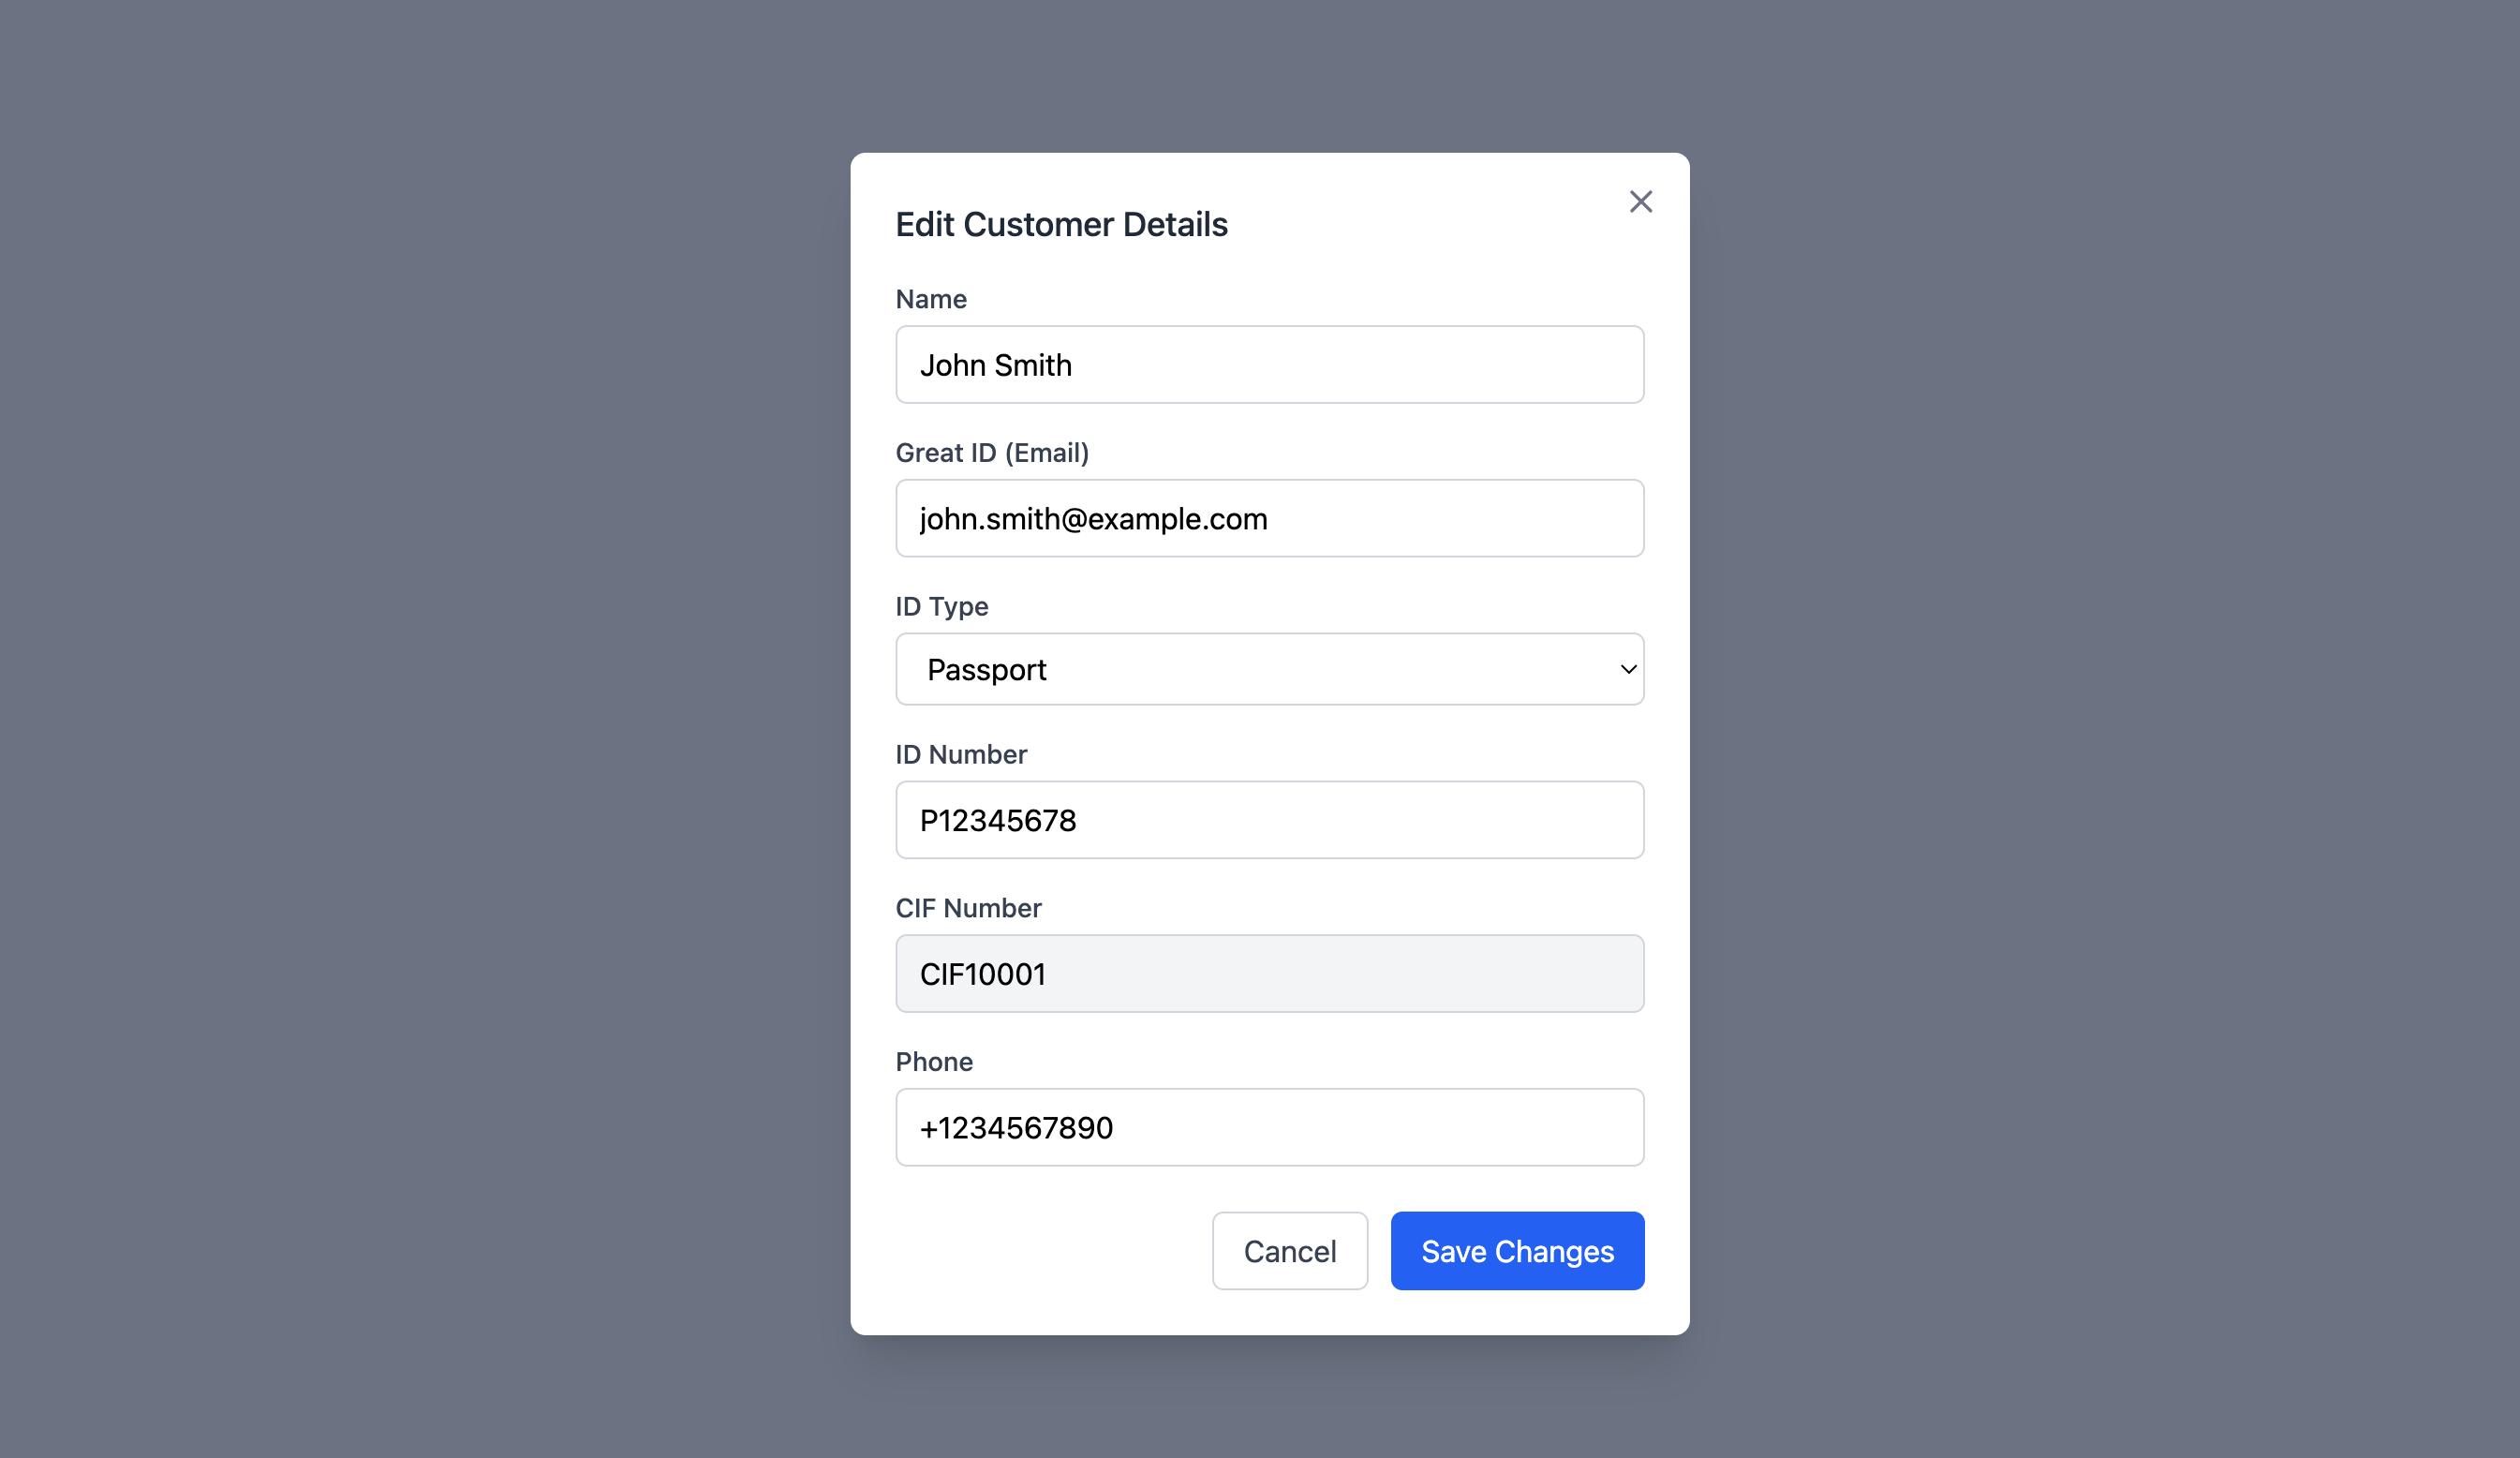 Edit Customer Details
Name
John Smith
Great ID (Email)
john.smith@example.com
ID Type
Passport
ID Number
P12345678
CIF Number
CIF10001
Phone
+1234567890
Cancel
Save Changes